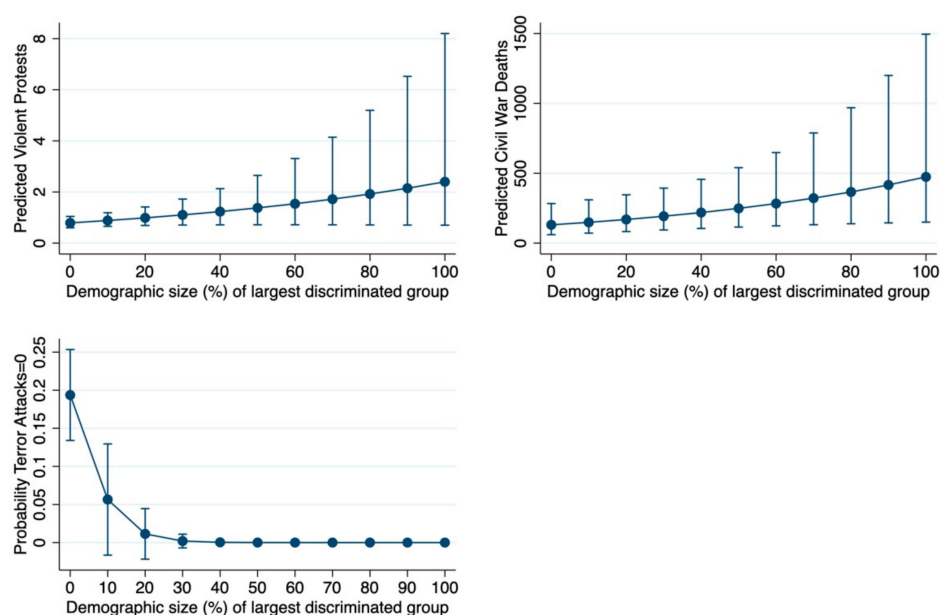 Predicted Violent Protests
8
6
4
2
0
0 20 40 60 80 100
Demographic size (%) of largest discriminated group
Predicted Civil War Deaths
1500
1000
500
0
0 20 40 60 80 100
Demographic size (%) of largest discriminated group
Probability Terror Attacks=0
0.25
0.2
0.15
0.1
0.05
0
0 10 20 30 40 50 60 70 80 90 100
Demographic size (%) of largest discriminated group